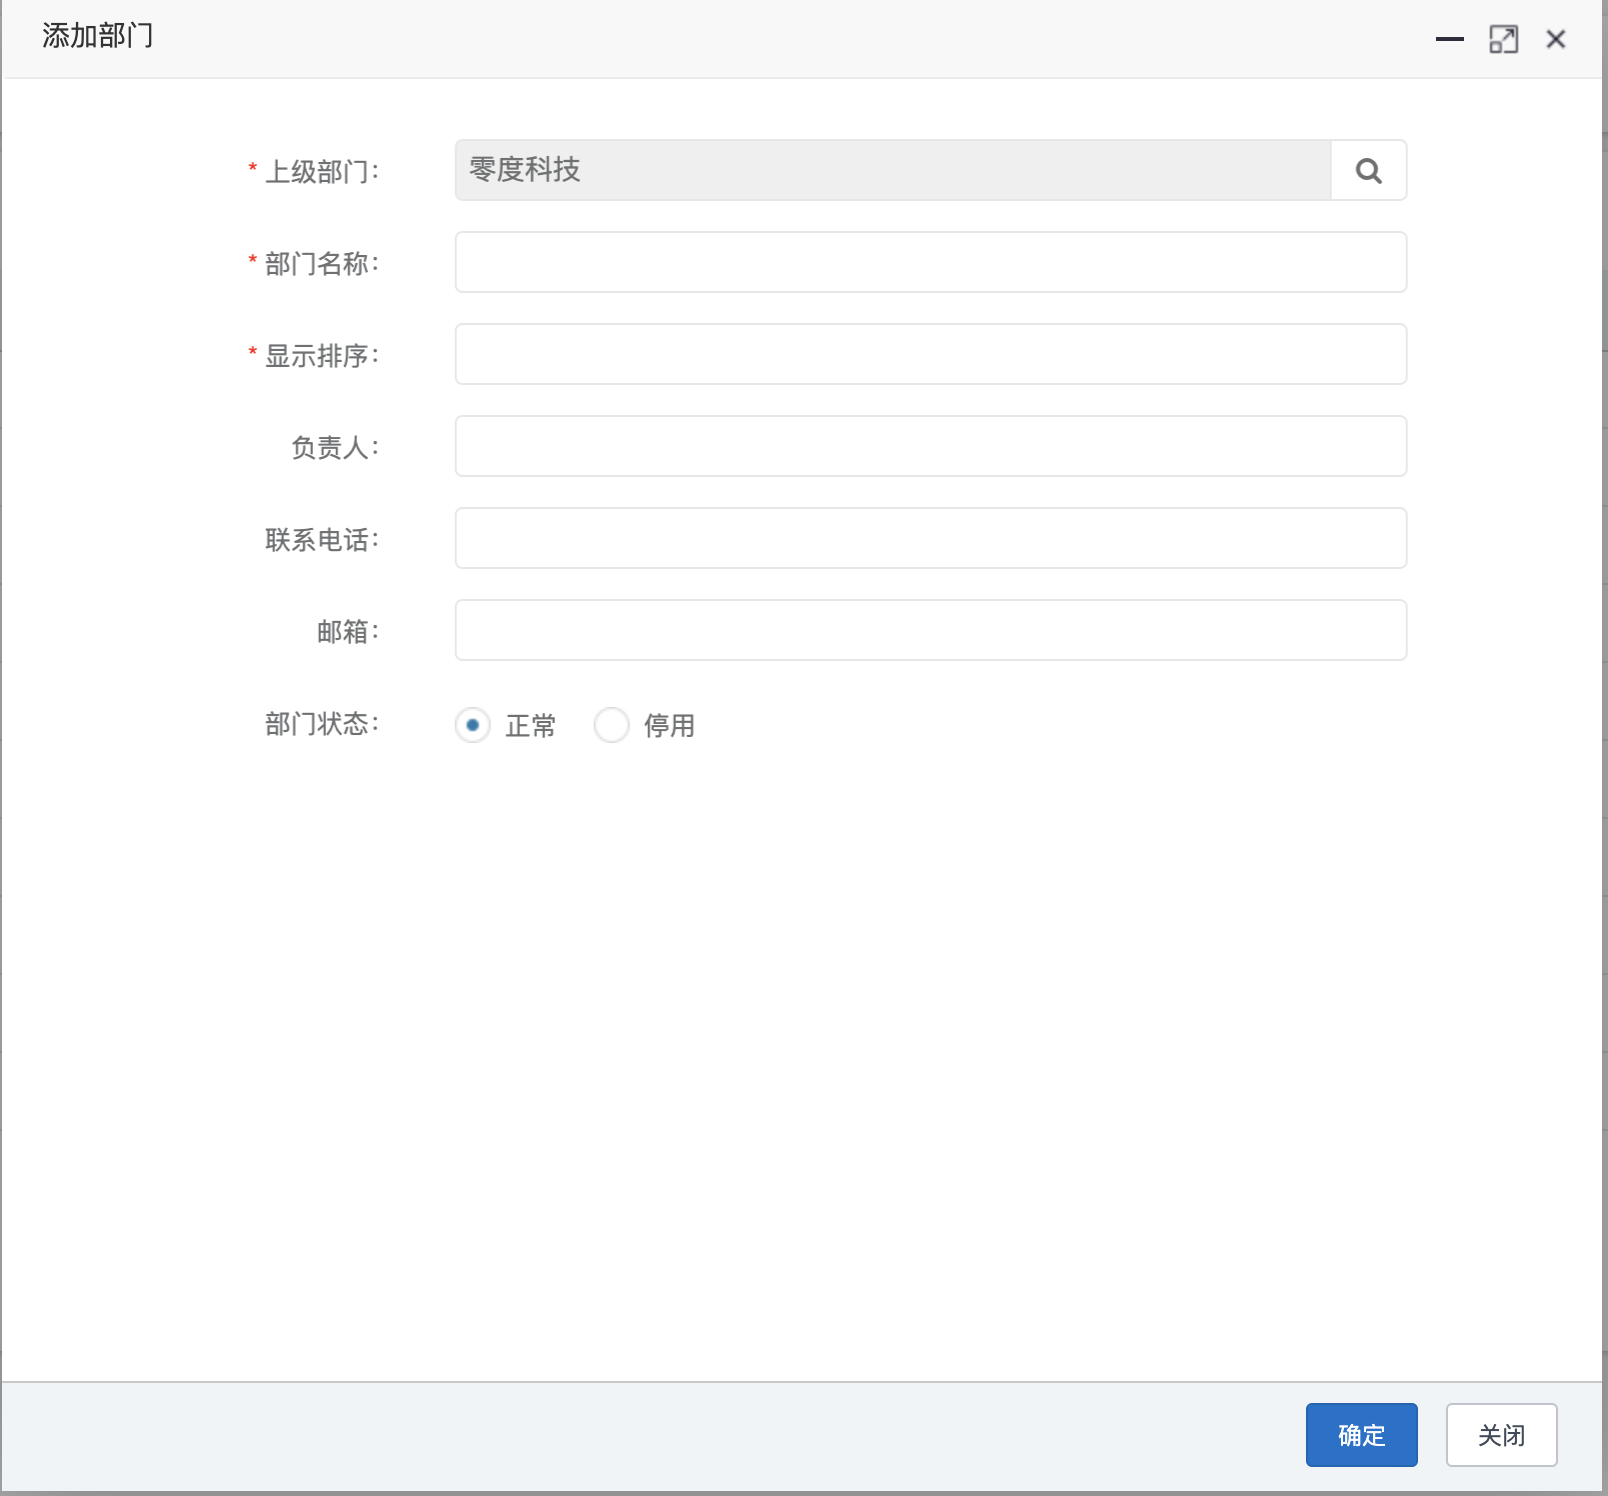 添加部门
* 上级部门：
零度科技
* 部门名称：
* 显示排序：
负责人：
联系电话：
邮箱：
部门状态：
正常 停用
确定 关闭